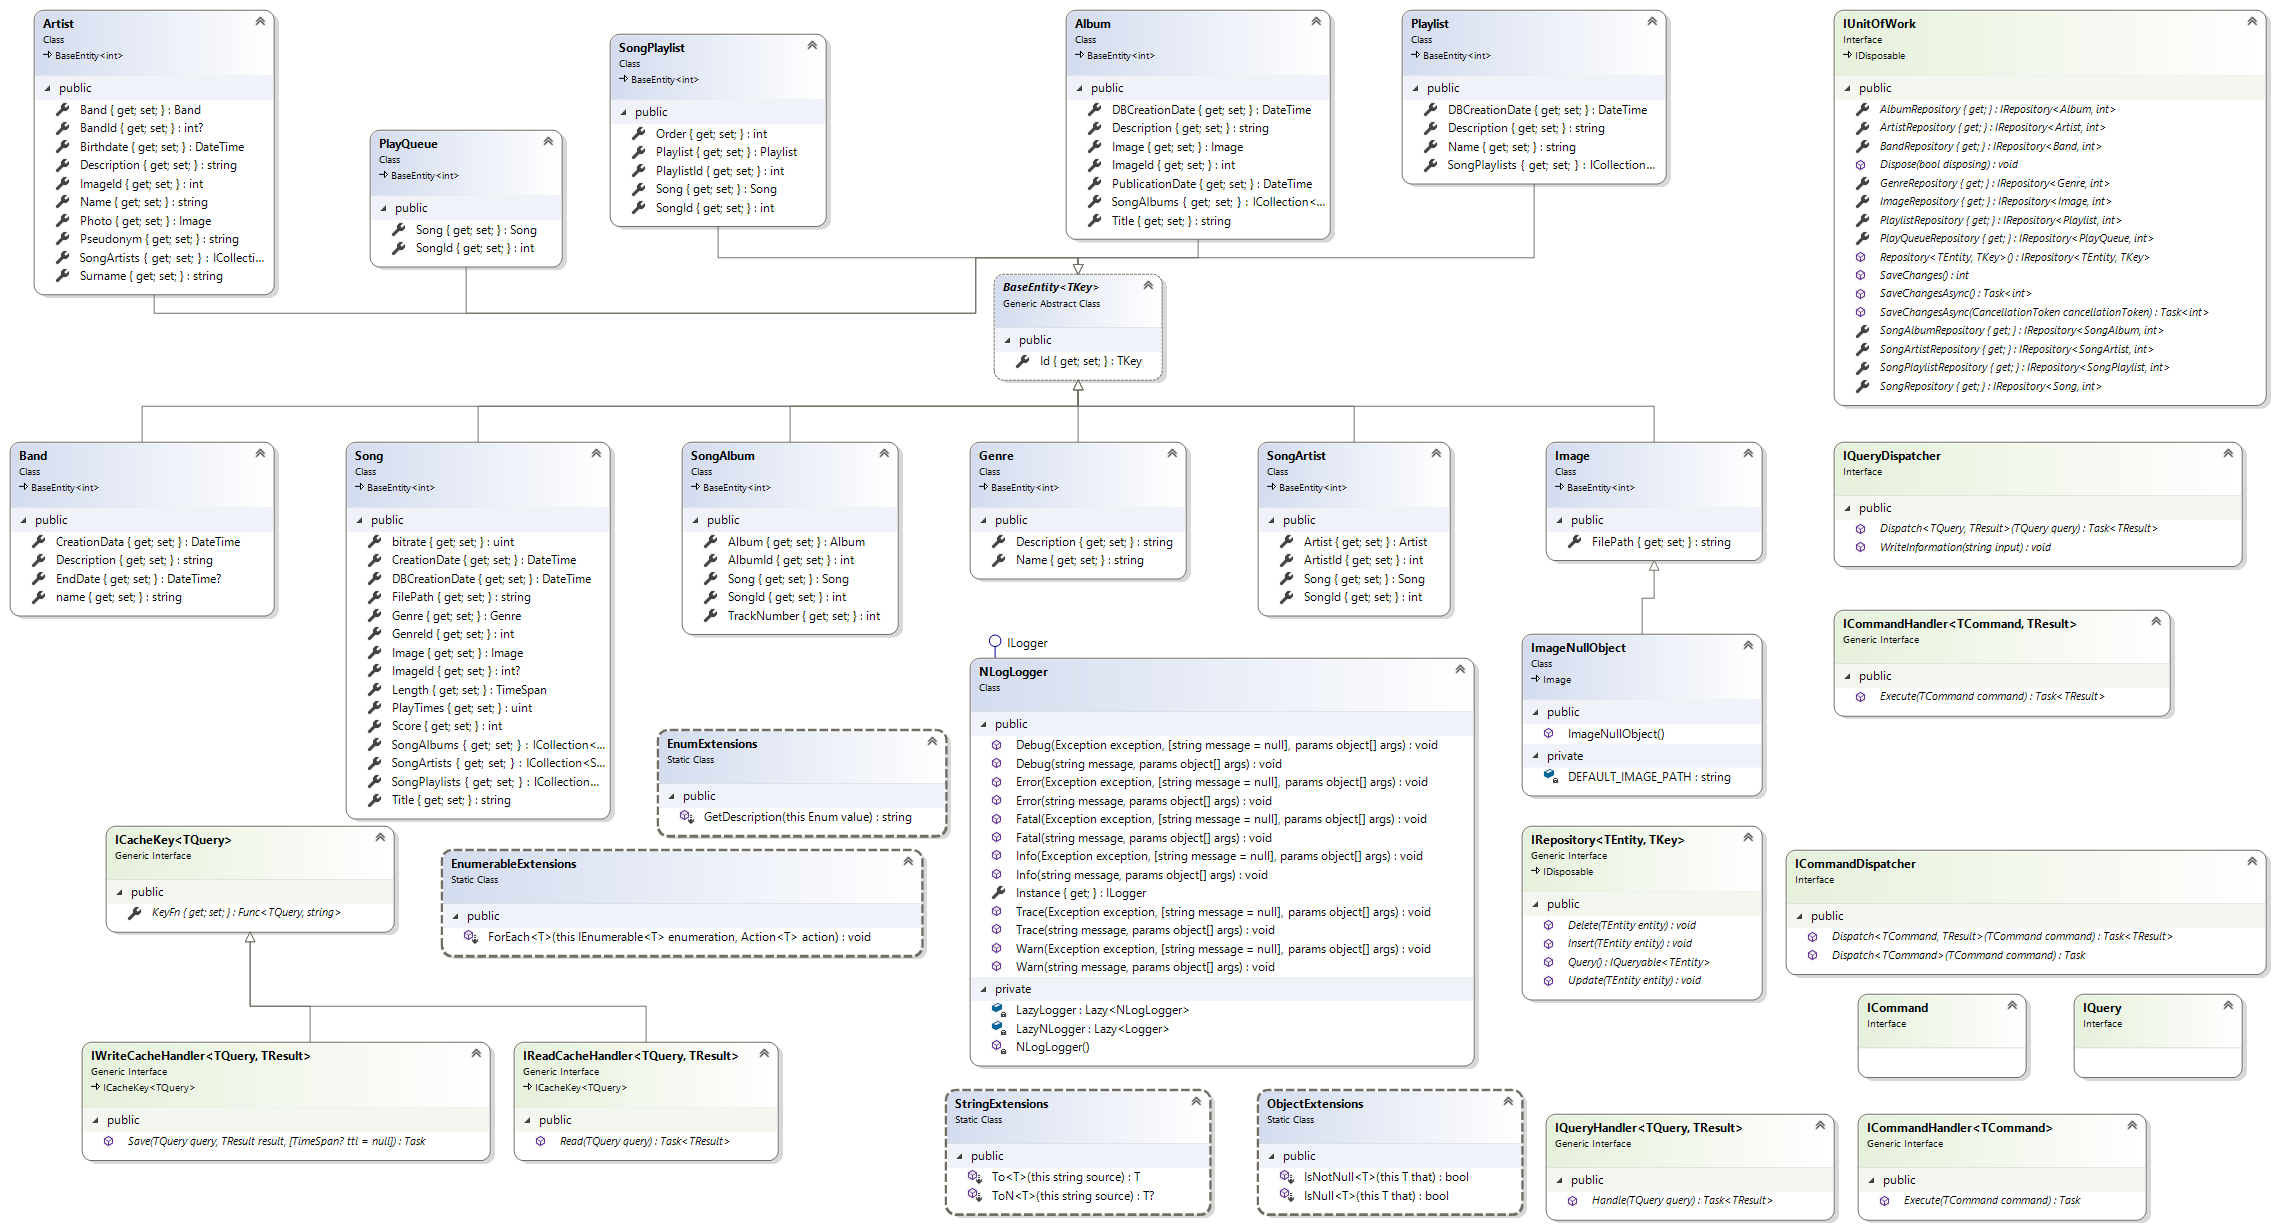 Artist
Class
BaseEntity<int>
public
Band { get; set; } : Band
BandId { get; set; } : int?
Birthdate { get; set; } : DateTime
Description { get; set; } : string
ImageId { get; set; } : int
Name { get; set; } : string
Photo { get; set; } : Image
Pseudonym { get; set; } : string
SongArtists { get; set; } : ICollecti...
Surname { get; set; } : string
PlayQueue
Class
BaseEntity<int>
public
Song { get; set; } : Song
SongId { get; set; } : int
SongPlaylist
Class
BaseEntity<int>
public
Order { get; set; } : int
Playlist { get; set; } : Playlist
PlaylistId { get; set; } : int
Song { get; set; } : Song
SongId { get; set; } : int
Album
Class
BaseEntity<int>
public
DBCreationDate { get; set; } : DateTime
Description { get; set; } : string
Image { get; set; } : Image
ImageId { get; set; } : int
PublicationDate { get; set; } : DateTime
SongAlbums { get; set; } : ICollection<...
Title { get; set; } : string
Playlist
Class
BaseEntity<int>
public
DBCreationDate { get; set; } : DateTime
Description { get; set; } : string
Name { get; set; } : string
SongPlaylists { get; set; } : ICollection...
IUnitOfWork
Interface
IDisposable
public
AlbumRepository { get; } : IRepository<Album, int>
ArtistRepository { get; } : IRepository<Artist, int>
BandRepository { get; } : IRepository<Band, int>
Dispose(bool disposing) : void
GenreRepository { get; } : IRepository<Genre, int>
ImageRepository { get; } : IRepository<Image, int>
PlaylistRepository { get; } : IRepository<Playlist, int>
PlayQueueRepository { get; } : IRepository<PlayQueue, int>
Repository<TEntity, TKey>() : IRepository<TEntity, TKey>
SaveChanges() : int
SaveChangesAsync() : Task<int>
SaveChangesAsync(CancellationToken cancellationToken) : Task<int>
SongAlbumRepository { get; } : IRepository<SongAlbum, int>
SongArtistRepository { get; } : IRepository<SongArtist, int>
SongPlaylistRepository { get; } : IRepository<SongPlaylist, int>
SongRepository { get; } : IRepository<Song, int>
BaseEntity<TKey>
Generic Abstract Class
public
Id { get; set; } : TKey
Band
Class
BaseEntity<int>
public
CreationData { get; set; } : DateTime
Description { get; set; } : string
EndDate { get; set; } : DateTime?
name { get; set; } : string
Song
Class
BaseEntity<int>
public
bitrate { get; set; } : uint
CreationDate { get; set; } : DateTime
DBCreationDate { get; set; } : DateTime
FilePath { get; set; } : string
Genre { get; set; } : Genre
GenreId { get; set; } : int
Image { get; set; } : Image
ImageId { get; set; } : int?
Length { get; set; } : TimeSpan
PlayTimes { get; set; } : uint
Score { get; set; } : int
SongAlbums { get; set; } : ICollection<...
SongArtists { get; set; } : ICollection<S...
SongPlaylists { get; set; } : ICollection...
Title { get; set; } : string
SongAlbum
Class
BaseEntity<int>
public
Album { get; set; } : Album
AlbumId { get; set; } : int
Song { get; set; } : Song
SongId { get; set; } : int
TrackNumber { get; set; } : int
Genre
Class
BaseEntity<int>
public
Description { get; set; } : string
Name { get; set; } : string
SongArtist
Class
BaseEntity<int>
public
Artist { get; set; } : Artist
ArtistId { get; set; } : int
Song { get; set; } : Song
SongId { get; set; } : int
Image
Class
BaseEntity<int>
public
FilePath { get; set; } : string
IQueryDispatcher
Interface
public
Dispatch<TQuery, TResult>(TQuery query) : Task<TResult>
WriteInformation(string input) : void
ICommandHandler<TCommand, TResult>
Generic Interface
public
Execute(TCommand command) : Task<TResult>
ILogger
NLogLogger
Class
public
Debug(Exception exception, [string message = null], params object[] args) : void
Debug(string message, params object[] args) : void
Error(Exception exception, [string message = null], params object[] args) : void
Error(string message, params object[] args) : void
Fatal(Exception exception, [string message = null], params object[] args) : void
Fatal(string message, params object[] args) : void
Info(Exception exception, [string message = null], params object[] args) : void
Info(string message, params object[] args) : void
Instance { get; } : ILogger
Trace(Exception exception, [string message = null], params object[] args) : void
Trace(string message, params object[] args) : void
Warn(Exception exception, [string message = null], params object[] args) : void
Warn(string message, params object[] args) : void
private
LazyLogger : Lazy<NLogLogger>
LazyNLogger : Lazy<Logger>
NLogLogger()
ImageNullObject
Class
Image
public
ImageNullObject()
private
DEFAULT_IMAGE_PATH : string
EnumExtensions
Static Class
public
GetDescription(this Enum value) : string
ICacheKey<TQuery>
Generic Interface
public
KeyFn { get; set; } : Func<TQuery, string>
EnumerableExtensions
Static Class
public
ForEach<T>(this IEnumerable<T> enumeration, Action<T> action) : void
IRepository<TEntity, TKey>
Generic Interface
IDisposable
public
Delete(TEntity entity) : void
Insert(TEntity entity) : void
Query() : IQueryable<TEntity>
Update(TEntity entity) : void
ICommandDispatcher
Interface
public
Dispatch<TCommand, TResult>(TCommand command) : Task<TResult>
Dispatch<TCommand>(TCommand command) : Task
ICommand
Interface
IQuery
Interface
IWriteCacheHandler<TQuery, TResult>
Generic Interface
ICacheKey<TQuery>
public
Save(TQuery query, TResult result, [TimeSpan? ttl = null]) : Task
IReadCacheHandler<TQuery, TResult>
Generic Interface
ICacheKey<TQuery>
public
Read(TQuery query) : Task<TResult>
StringExtensions
Static Class
public
To<T>(this string source) : T
ToN<T>(this string source) : T?
ObjectExtensions
Static Class
public
IsNotNull<T>(this T that) : bool
IsNull<T>(this T that) : bool
IQueryHandler<TQuery, TResult>
Generic Interface
public
Handle(TQuery query) : Task<TResult>
ICommandHandler<TCommand>
Generic Interface
public
Execute(TCommand command) : Task